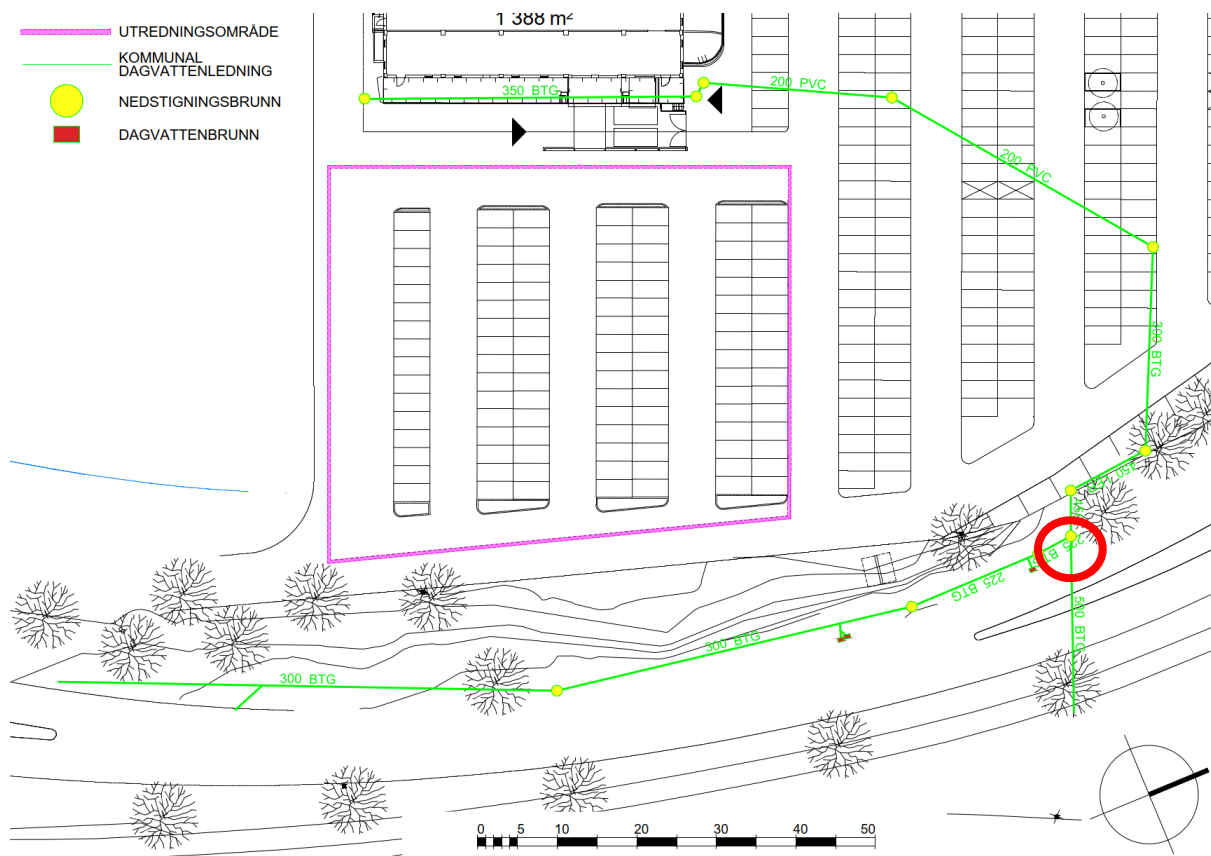 1 388 m²
UTREDNINGSOMRÅDE
KOMMUNAL
DAGVATTENLEDNING
NEDSTIGNINGSBRUNN
DAGVATTENBRUNN
350 BTG
200 PVC
200 PVC
300 BTG
450
225 BTG
500 BTG
300 BTG
300 BTG
0 5 10 20 30 40 50